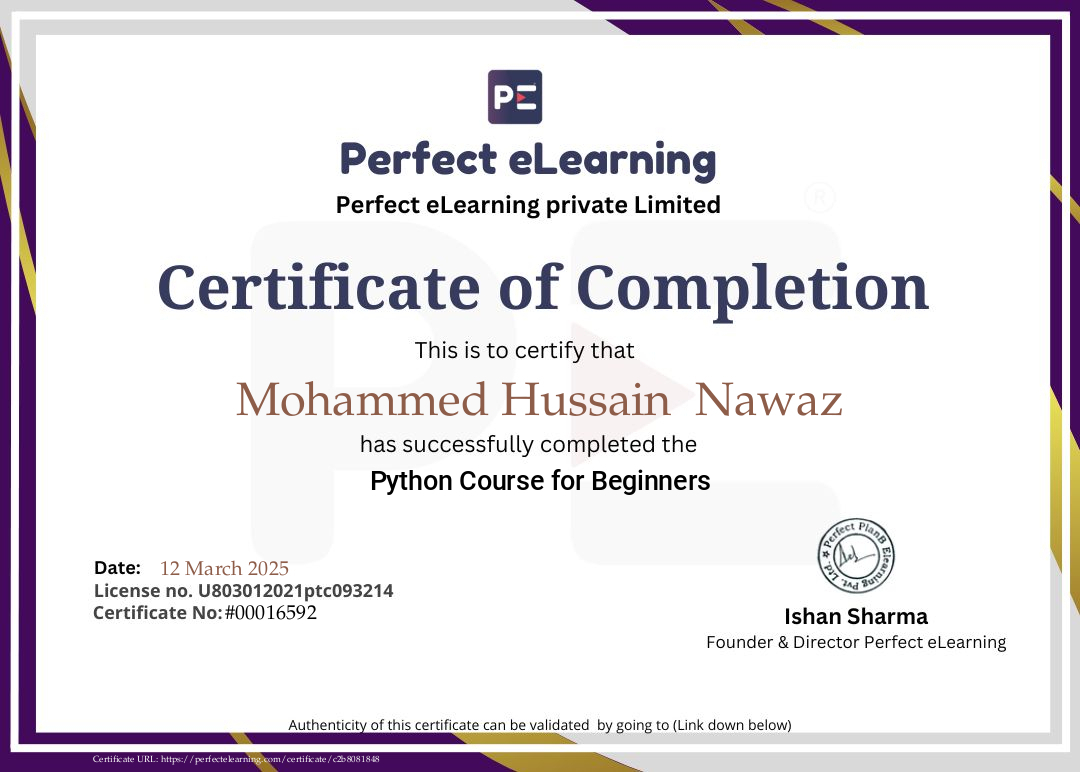 PE
Perfect eLearning
Perfect eLearning private Limited
®
Certificate of Completion
This is to certify that
Mohammed Hussain Nawaz
has successfully completed the
Python Course for Beginners
Perfect PlanB Elearning Pvt. Ltd.
Date: 12 March 2025
License no. U803012021ptc093214
Certificate No: #00016592
Ishan Sharma
Founder & Director Perfect eLearning
Authenticity of this certificate can be validated by going to (Link down below)
Certificate URL: https://perfectelearning.com/certificate/c2b8081848